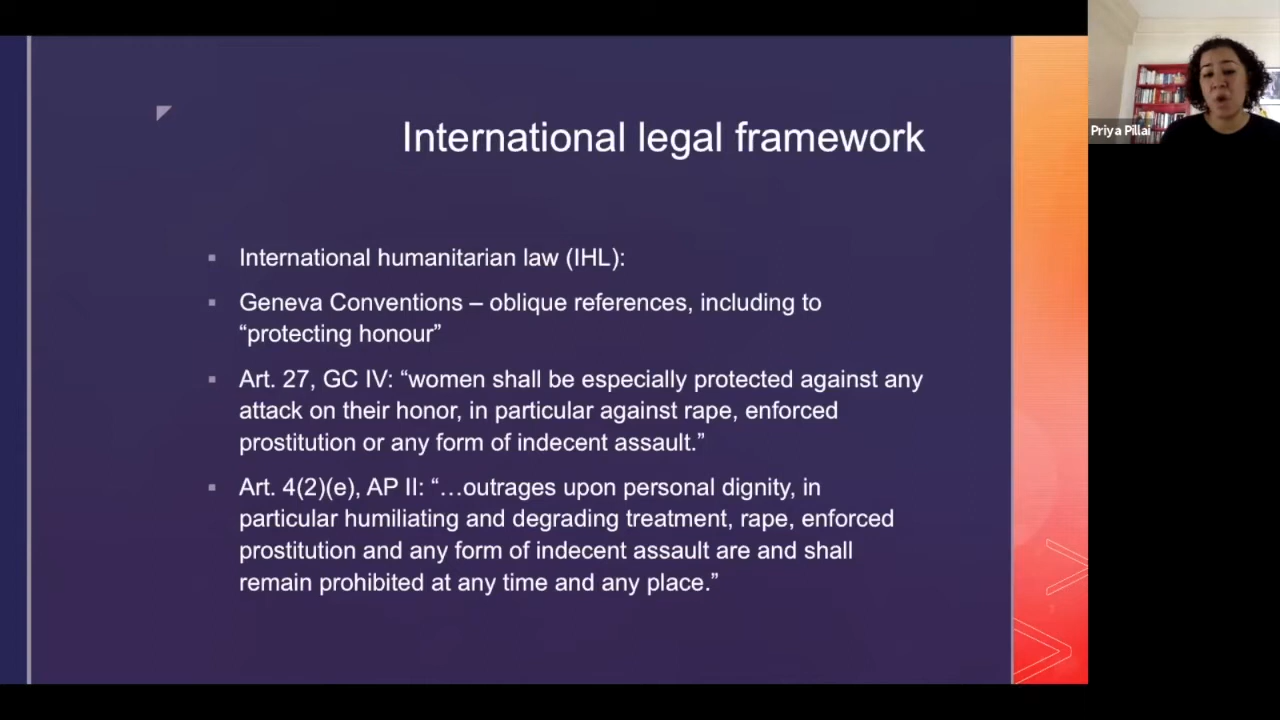 International legal framework
International humanitarian law (IHL):
Geneva Conventions – oblique references, including to
“protecting honour”
Art. 27, GC IV: “women shall be especially protected against any
attack on their honor, in particular against rape, enforced
prostitution or any form of indecent assault.”
Art. 4(2)(e), AP II: “…outrages upon personal dignity, in
particular humiliating and degrading treatment, rape, enforced
prostitution and any form of indecent assault are and shall
remain prohibited at any time and any place.”
Priya Pillai